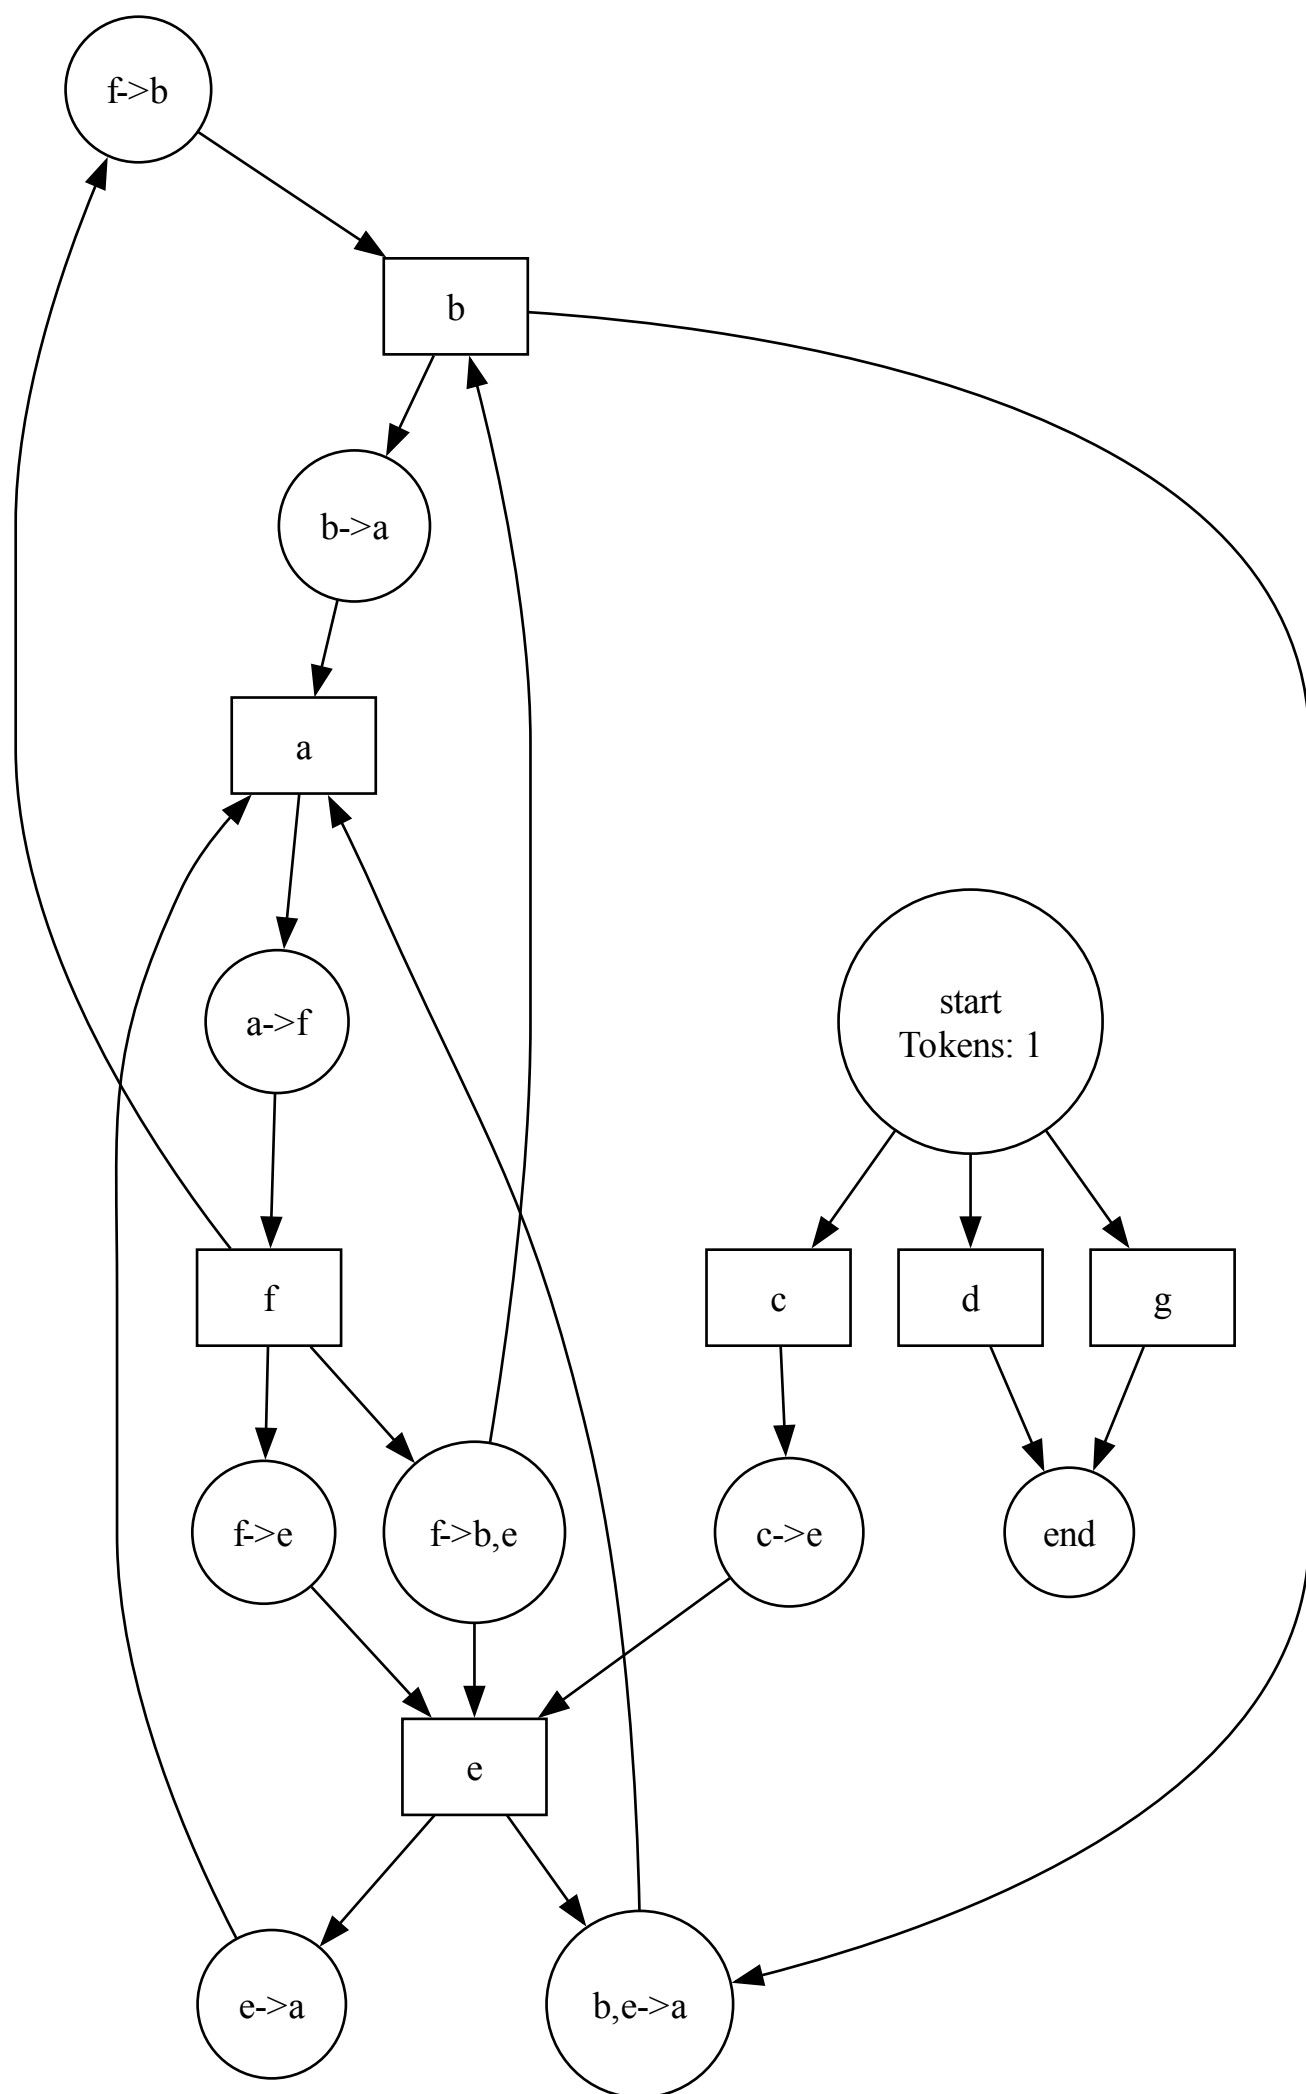 f->b
b
b->a
a
a->f
start
Tokens: 1
f
c
d
g
f->e
f->b,e
c->e
end
e
e->a
b,e->a